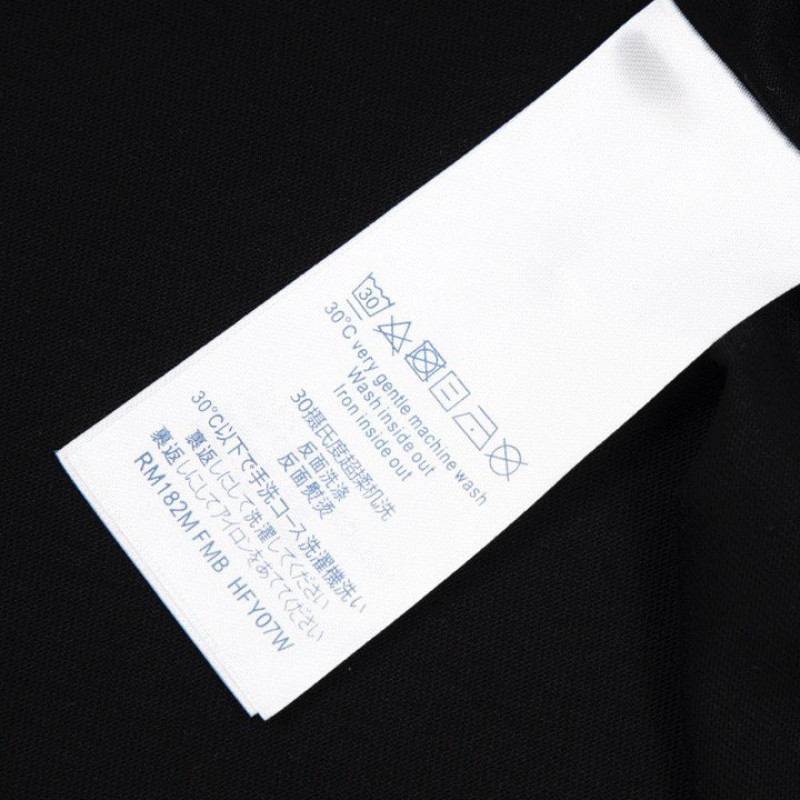 30
30°C very gentle machine wash
Wash inside out
Iron inside out
30摄氏度超揉机洗
反面洗涤
反面熨烫
30°C以下で手洗コース洗濯機洗い
裏返しにして洗濯してください
裏返しにしてアイロンをあててください
RM182M FMB HFY07W